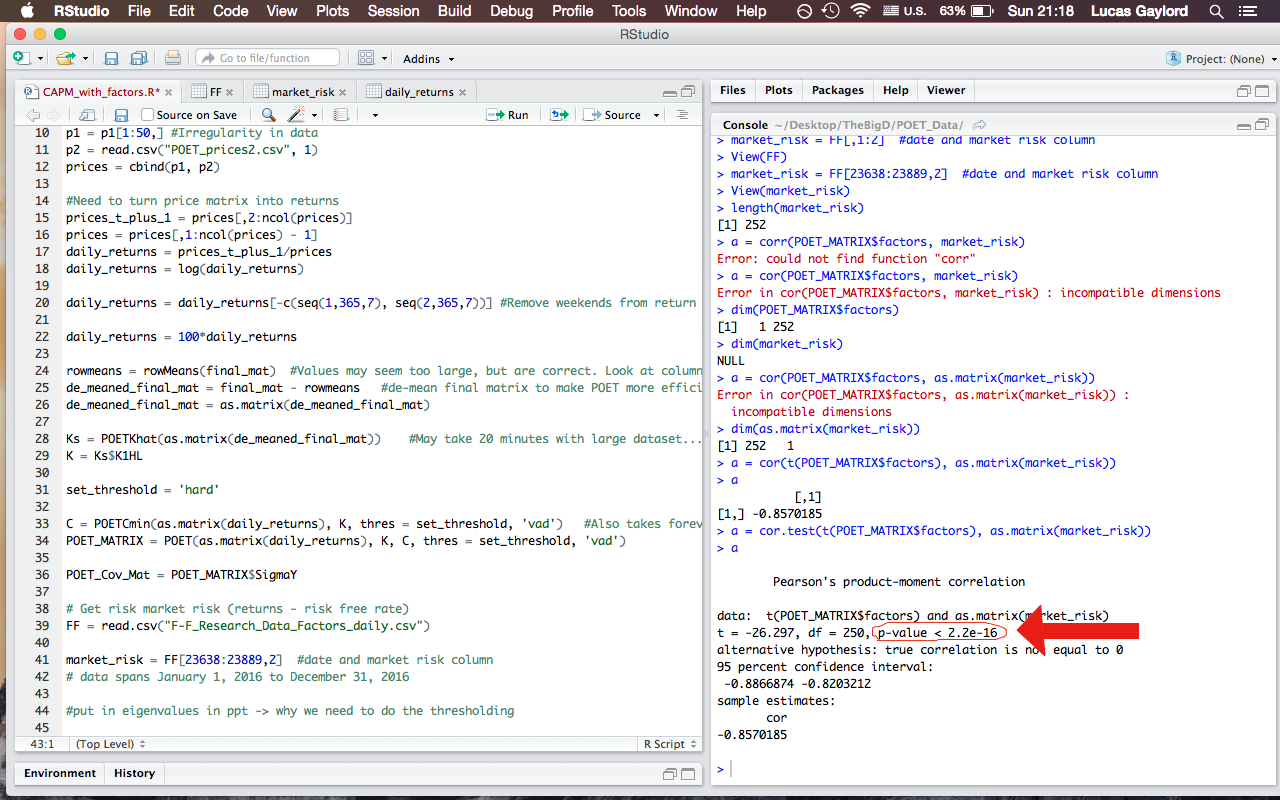 RStudio File Edit Code View Plots Session Build Debug Profile Tools Window Help U.S. 63% Sun 21:18 Lucas Gaylord
RStudio
Go to file/function Addins Project: (None)
CAPM_with_factors.R* FF market_risk daily_returns
Source on Save Run Source
10 p1 = p1[1:50,] #Irregularity in data
11 p2 = read.csv("POET_prices2.csv", 1)
12 prices = cbind(p1, p2)
13
14 #Need to turn price matrix into returns
15 prices_t_plus_1 = prices[,2:ncol(prices)]
16 prices = prices[,1:ncol(prices) - 1]
17 daily_returns = prices_t_plus_1/prices
18 daily_returns = log(daily_returns)
19
20 daily_returns = daily_returns[-c(seq(1,365,7), seq(2,365,7))] #Remove weekends from return
21
22 daily_returns = 100*daily_returns
23
24 rowmeans = rowMeans(final_mat) #Values may seem too large, but are correct. Look at column
25 de_meaned_final_mat = final_mat - rowmeans #de-mean final matrix to make POET more effici
26 de_meaned_final_mat = as.matrix(de_meaned_final_mat)
27
28 Ks = POETKhat(as.matrix(de_meaned_final_mat)) #May take 20 minutes with large dataset...
29 K = Ks$K1HL
30
31 set_threshold = 'hard'
32
33 C = POETCmin(as.matrix(daily_returns), K, thres = set_threshold, 'vad') #Also takes forev
34 POET_MATRIX = POET(as.matrix(daily_returns), K, C, thres = set_threshold, 'vad')
35
36 POET_Cov_Mat = POET_MATRIX$SigmaY
37
38 # Get risk market risk (returns - risk free rate)
39 FF = read.csv("F-F_Research_Data_Factors_daily.csv")
40
41 market_risk = FF[23638:23889,2] #date and market risk column
42 # data spans January 1, 2016 to December 31, 2016
43
44 #put in eigenvalues in ppt -> why we need to do the thresholding
45
43:1 (Top Level) R Script
Environment History
Files Plots Packages Help Viewer
Console ~/Desktop/TheBigD/POET_Data/
> market_risk = FF[,1:2] #date and market risk column
> View(FF)
> market_risk = FF[23638:23889,2] #date and market risk column
> View(market_risk)
> length(market_risk)
[1] 252
> a = corr(POET_MATRIX$factors, market_risk)
Error: could not find function "corr"
> a = cor(POET_MATRIX$factors, market_risk)
Error in cor(POET_MATRIX$factors, market_risk) : incompatible dimensions
> dim(POET_MATRIX$factors)
[1] 1 252
> dim(market_risk)
NULL
> a = cor(POET_MATRIX$factors, as.matrix(market_risk))
Error in cor(POET_MATRIX$factors, as.matrix(market_risk)) :
incompatible dimensions
> dim(as.matrix(market_risk))
[1] 252 1
> a = cor(t(POET_MATRIX$factors), as.matrix(market_risk))
> a
[,1]
[1,] -0.8570185
> a = cor.test(t(POET_MATRIX$factors), as.matrix(market_risk))
> a
Pearson's product-moment correlation
data: t(POET_MATRIX$factors) and as.matrix(market_risk)
t = -26.297, df = 250, p-value < 2.2e-16
alternative hypothesis: true correlation is not equal to 0
95 percent confidence interval:
-0.8866874 -0.8203212
sample estimates:
cor
-0.8570185
>